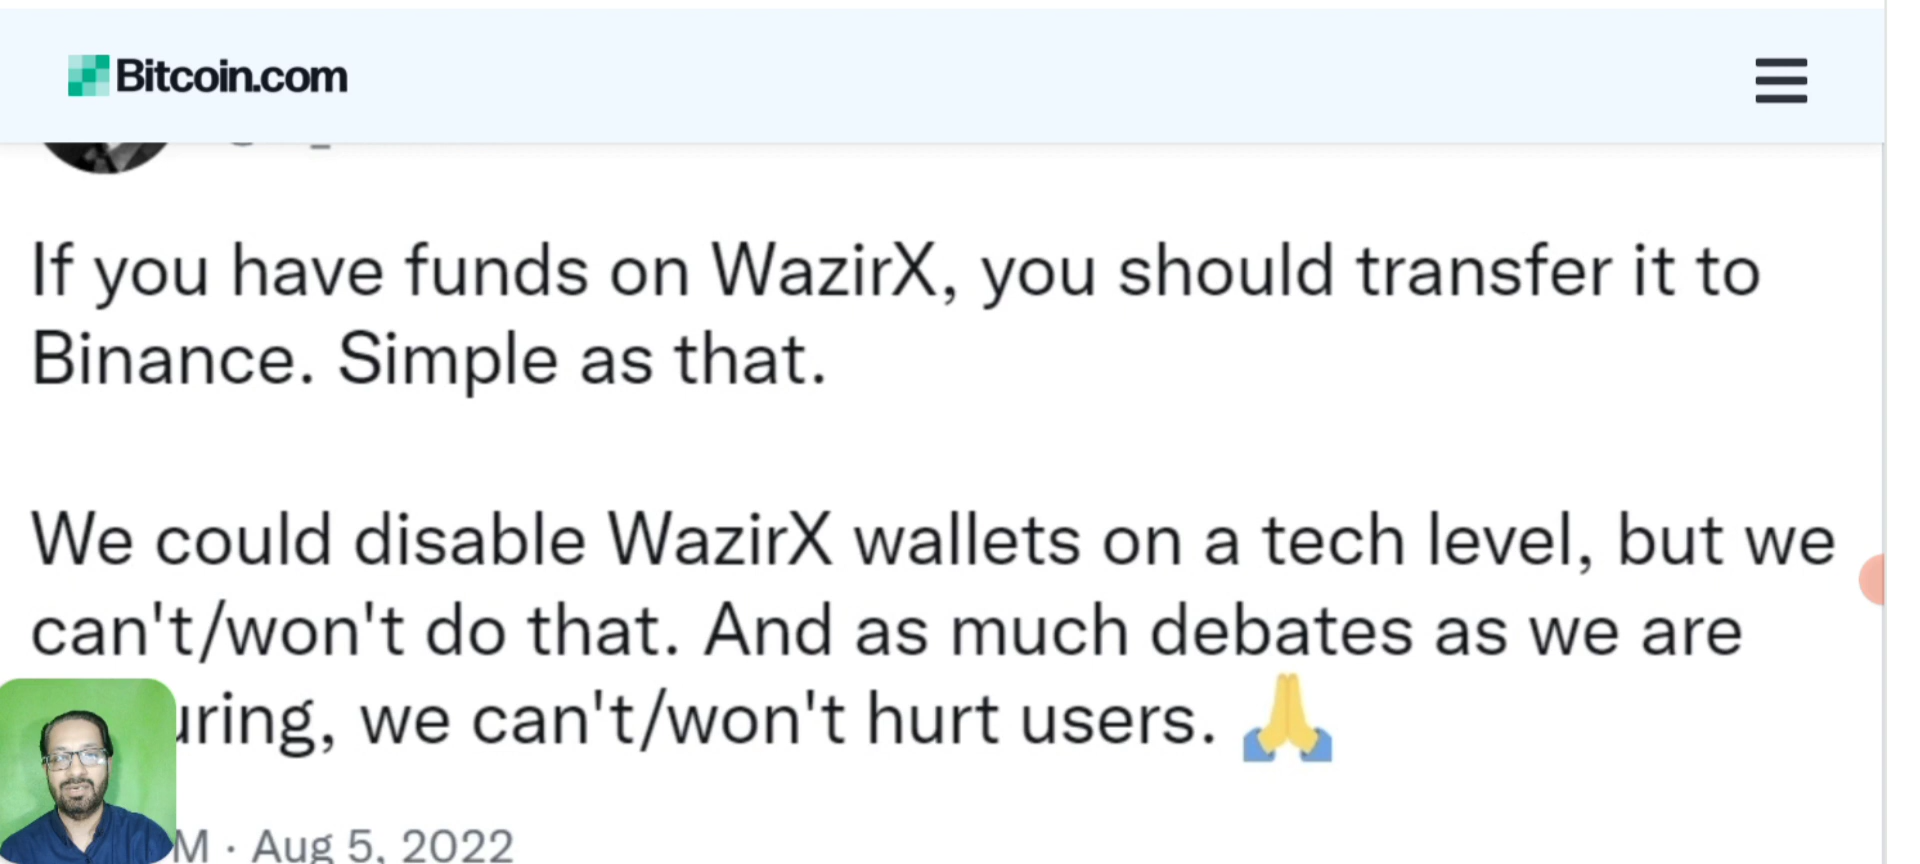 Bitcoin.com
If you have funds on WazirX, you should transfer it to
Binance. Simple as that.
We could disable WazirX wallets on a tech level, but we
can't/won't do that. And as much debates as we are
we can't/won't hurt users. 🙏
M · Aug 5, 2022